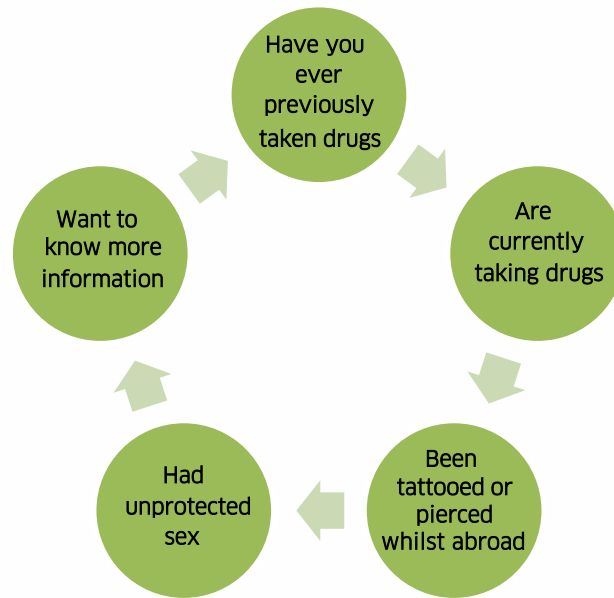 Have you
ever
previously
taken drugs
Are
currently
taking drugs
Been
tattooed or
pierced
whilst abroad
Had
unprotected
sex
Want to
know more
information